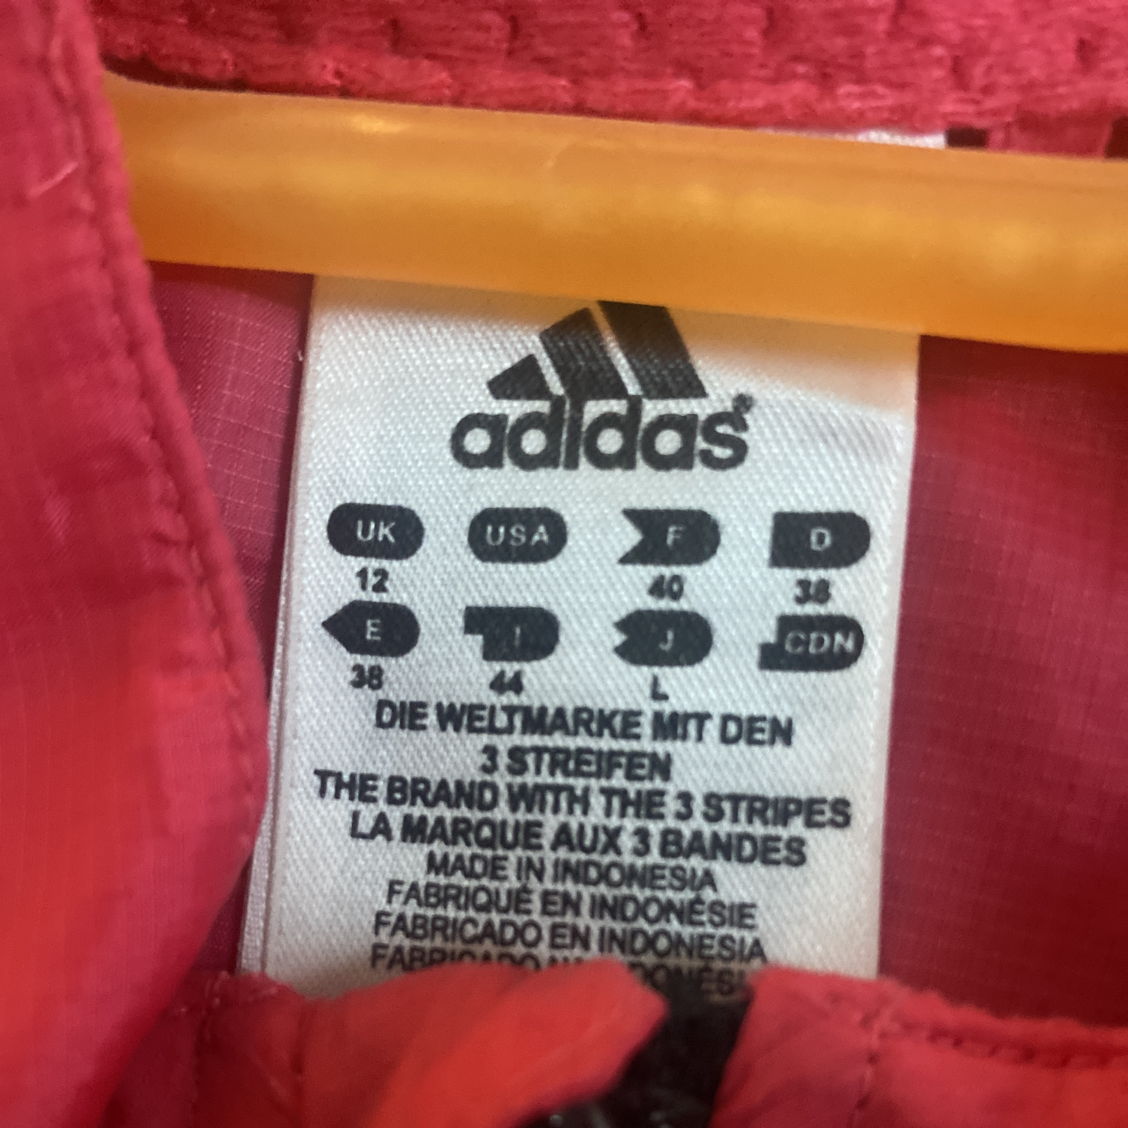 adidas®
UK USA F D
12 40 38
E I J CDN
38 44 L
DIE WELTMARKE MIT DEN
3 STREIFEN
THE BRAND WITH THE 3 STRIPES
LA MARQUE AUX 3 BANDES
MADE IN INDONESIA
FABRIQUÉ EN INDONÉSIE
FABRICADO EN INDONESIA
FABRICADO